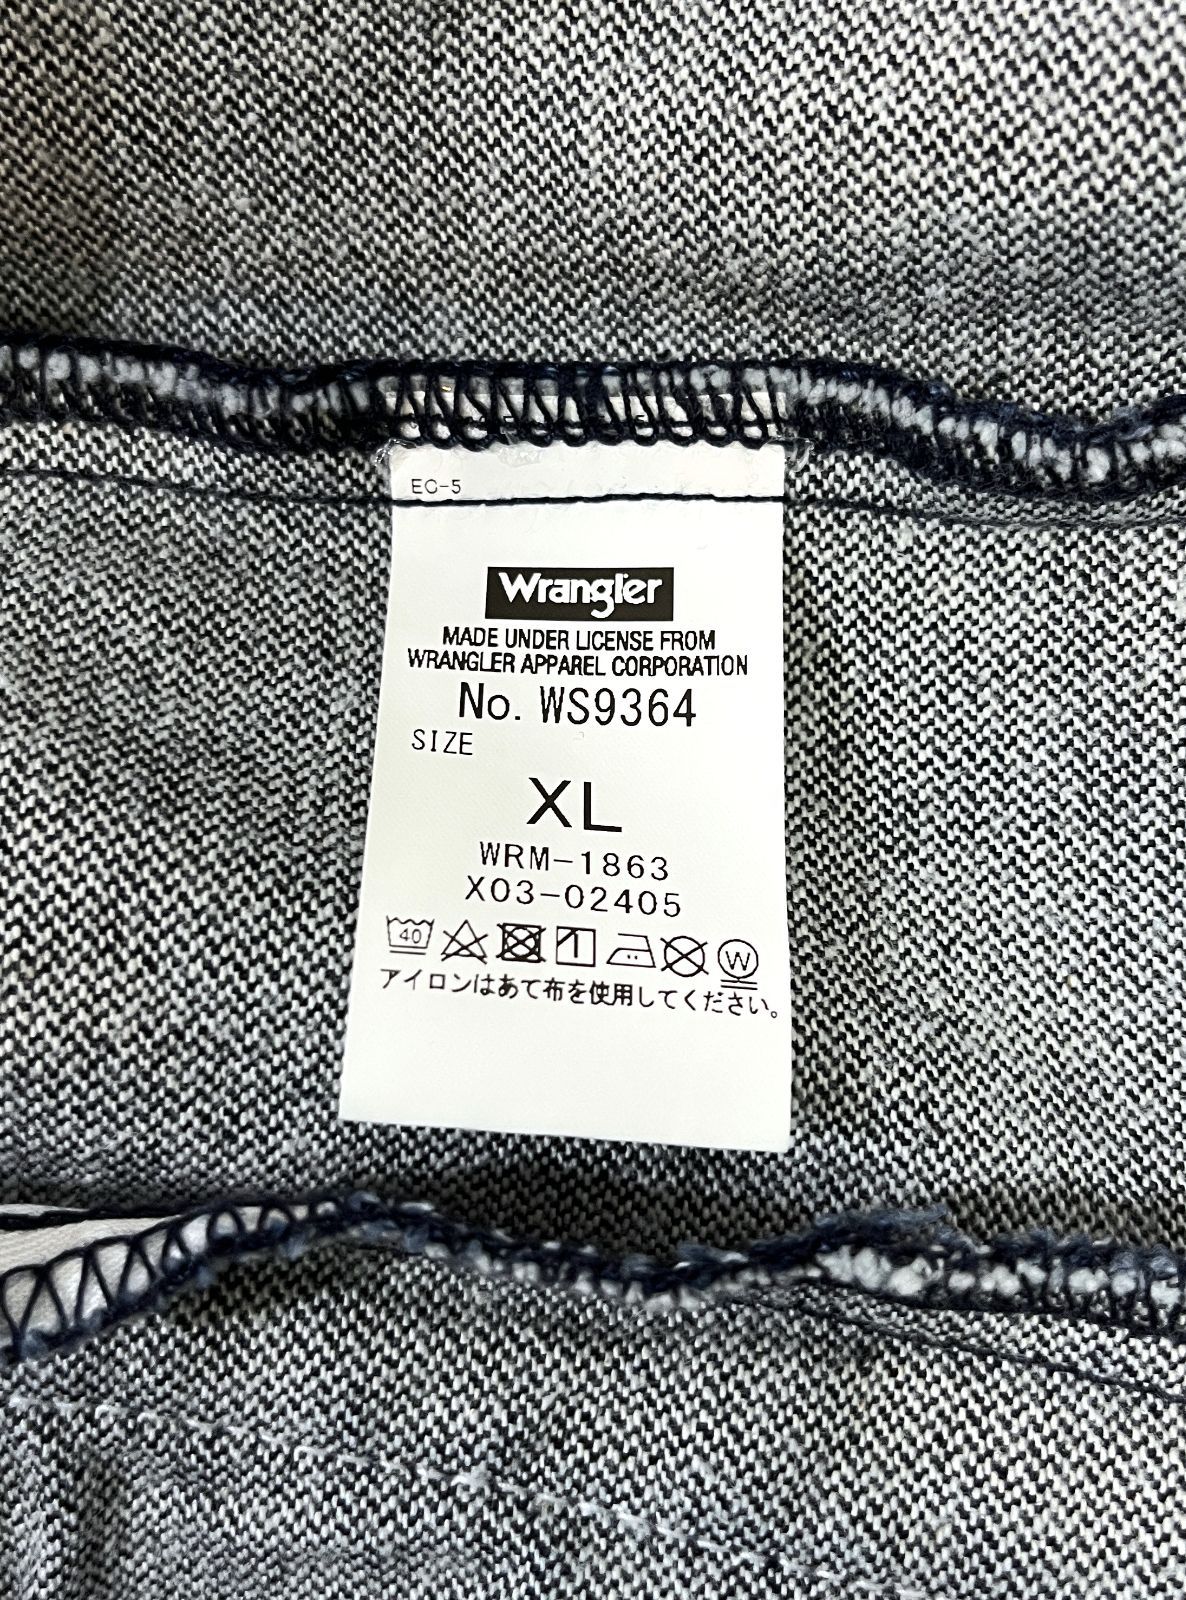 EC-5
Wrangler
MADE UNDER LICENSE FROM
WRANGLER APPAREL CORPORATION
No. WS9364
SIZE
XL
WRM-1863
X03-02405
40 W
アイロンはあて布を使用してください。